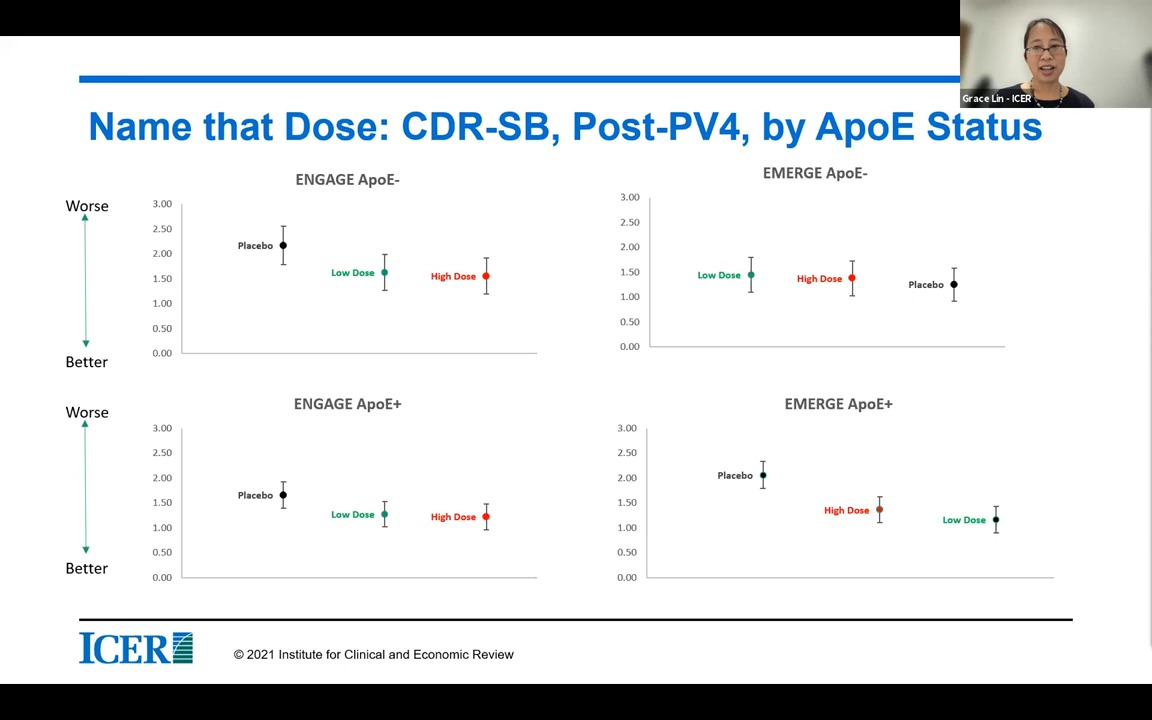 Grace Lin - ICER
Name that Dose: CDR-SB, Post-PV4, by ApoE Status
ENGAGE ApoE-
Worse
Better
3.00
2.50
2.00
1.50
1.00
0.50
0.00
Placebo
Low Dose
High Dose
EMERGE ApoE-
3.00
2.50
2.00
1.50
1.00
0.50
0.00
Low Dose
High Dose
Placebo
ENGAGE ApoE+
Worse
Better
3.00
2.50
2.00
1.50
1.00
0.50
0.00
Placebo
Low Dose
High Dose
EMERGE ApoE+
3.00
2.50
2.00
1.50
1.00
0.50
0.00
Placebo
High Dose
Low Dose
ICER
© 2021 Institute for Clinical and Economic Review